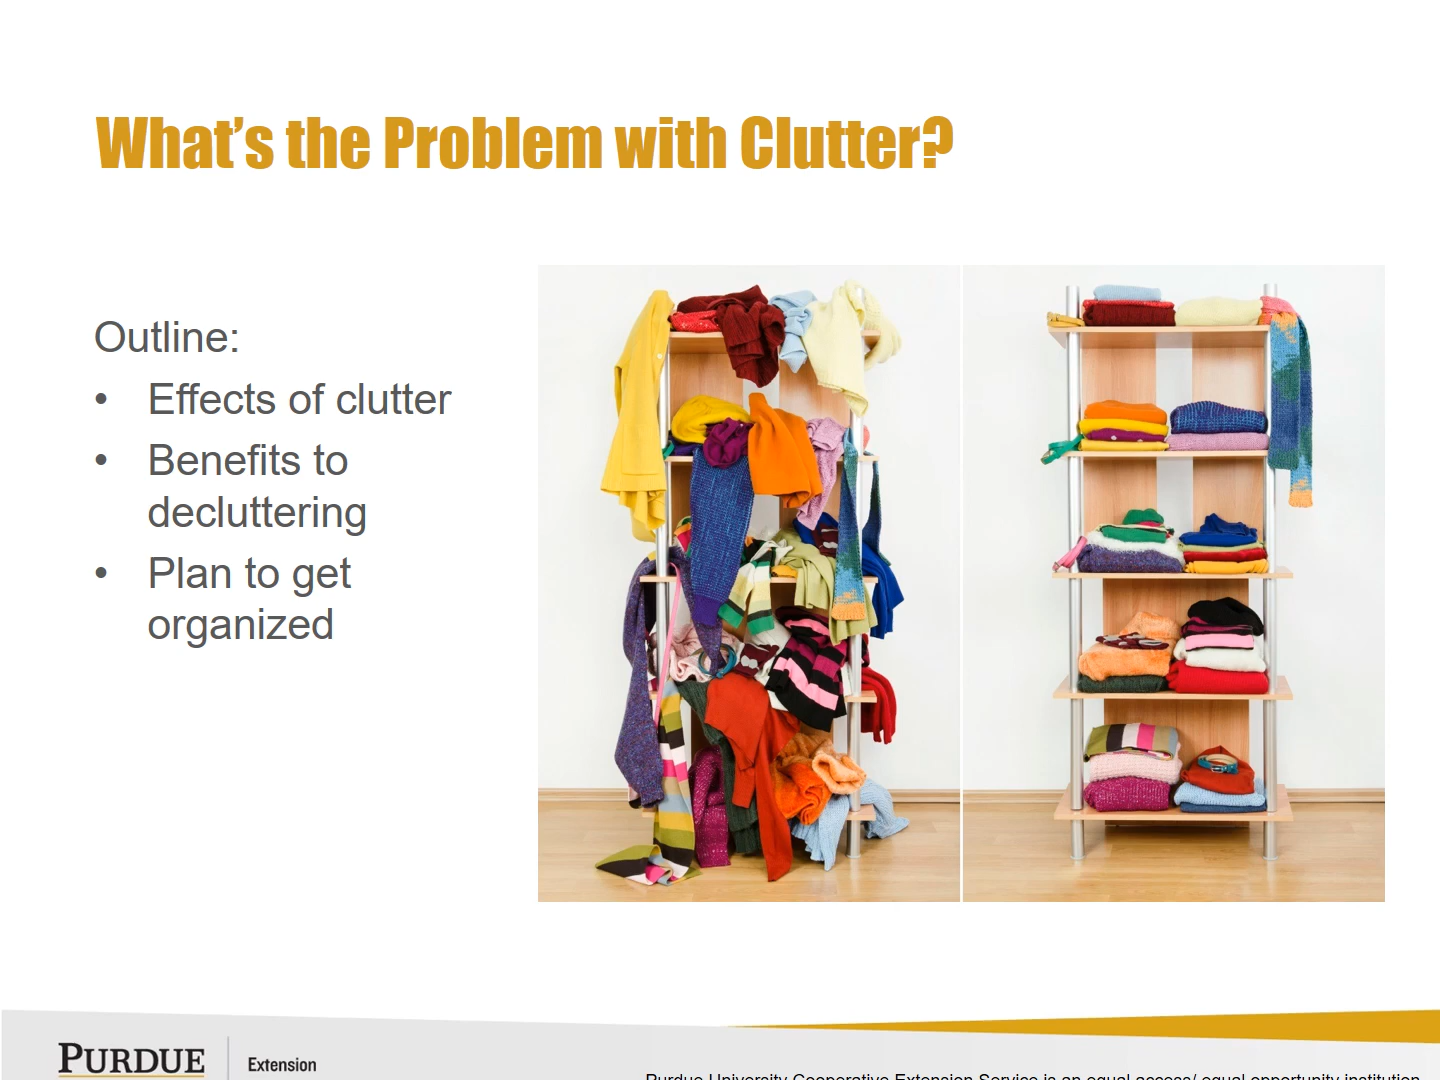 What's the Problem with Clutter?
Outline:
• Effects of clutter
• Benefits to
decluttering
• Plan to get
organized
PURDUE
Extension
Purdue University Cooperative Extension Service is an equal access/ equal opportunity institution